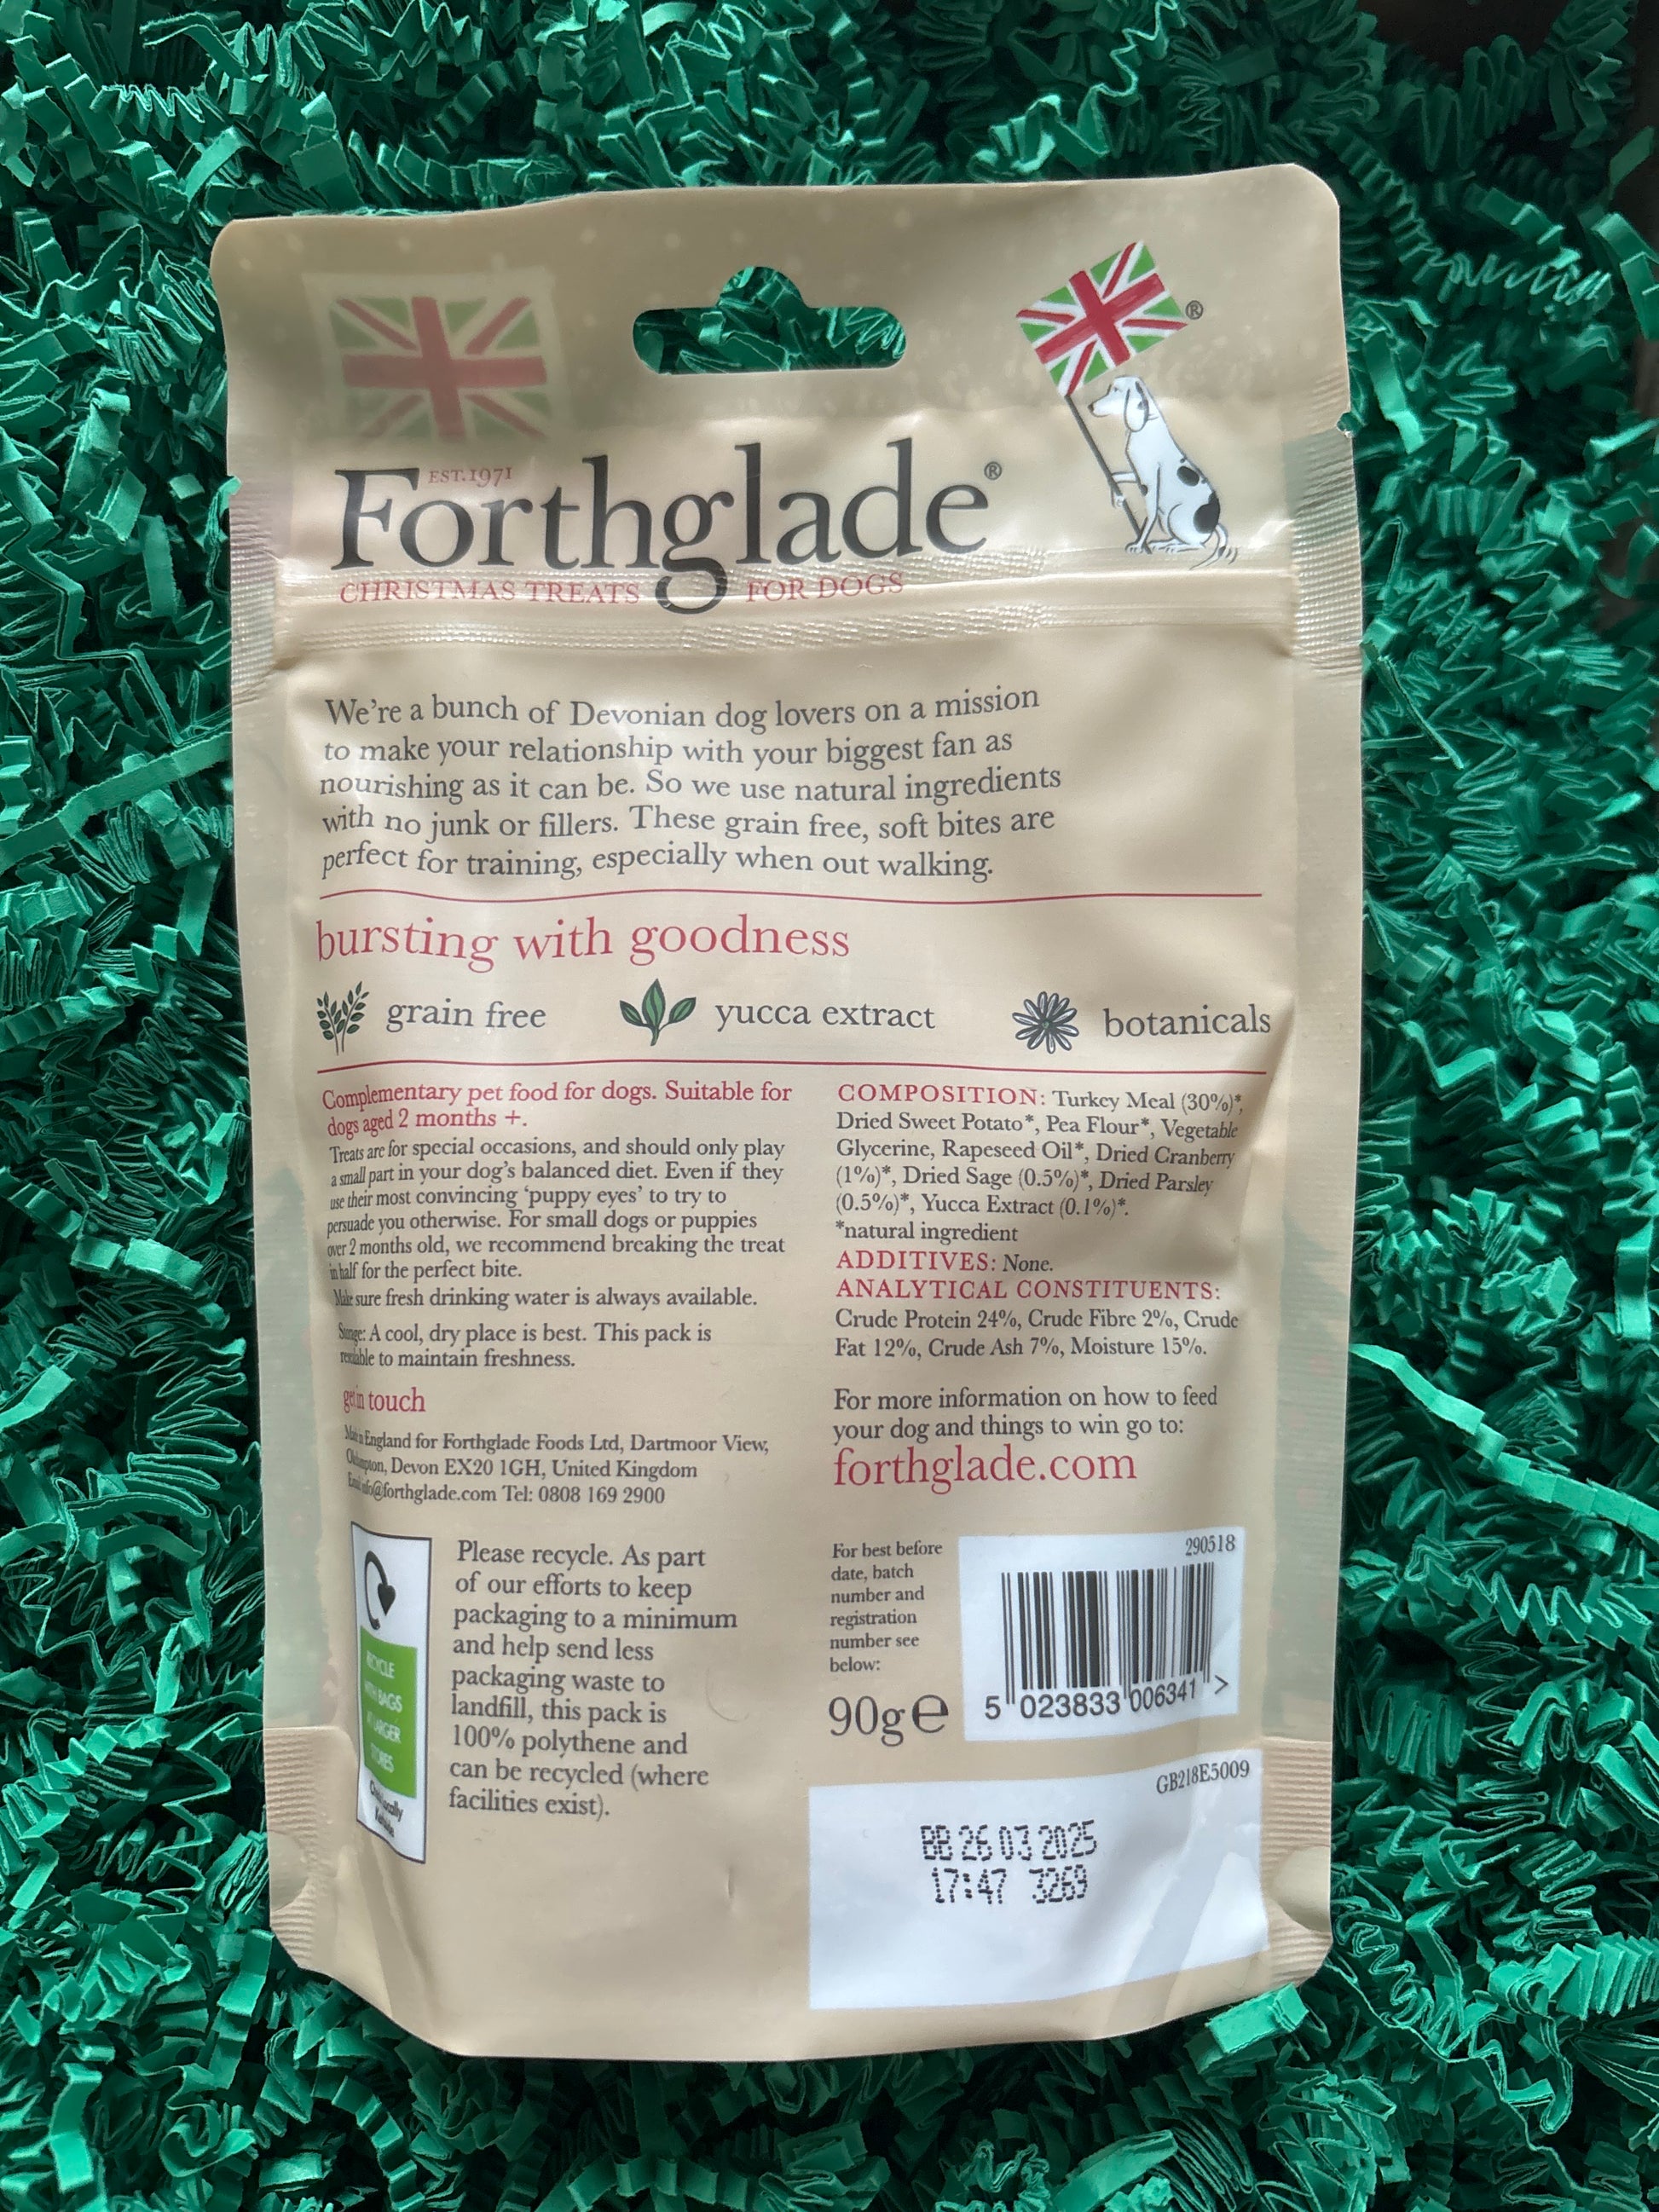 EST.1971
Forthglade®
CHRISTMAS TREATS FOR DOGS
®
We're a bunch of Devonian dog lovers on a mission
to make your relationship with your biggest fan as
nourishing as it can be. So we use natural ingredients
with no junk or fillers. These grain free, soft bites are
perfect for training, especially when out walking.
bursting with goodness
grain free
yucca extract
botanicals
Complementary pet food for dogs. Suitable for
dogs aged 2 months +.
Treats are for special occasions, and should only play
a small part in your dog's balanced diet. Even if they
use their most convincing 'puppy eyes' to try to
persuade you otherwise. For small dogs or puppies
over 2 months old, we recommend breaking the treat
in half for the perfect bite.
Make sure fresh drinking water is always available.
Storage: A cool, dry place is best. This pack is
resealable to maintain freshness.
get in touch
Made in England for Forthglade Foods Ltd, Dartmoor View,
Okehampton, Devon EX20 1GH, United Kingdom
Email info@forthglade.com Tel: 0808 169 2900
COMPOSITION: Turkey Meal (30%)*,
Dried Sweet Potato*, Pea Flour*, Vegetable
Glycerine, Rapeseed Oil*, Dried Cranberry
(1%)*, Dried Sage (0.5%)*, Dried Parsley
(0.5%)*, Yucca Extract (0.1%)*.
*natural ingredient
ADDITIVES: None.
ANALYTICAL CONSTITUENTS:
Crude Protein 24%, Crude Fibre 2%, Crude
Fat 12%, Crude Ash 7%, Moisture 15%.
For more information on how to feed
your dog and things to win go to:
forthglade.com
RECYCLE
WITH BAGS
AT LARGER
STORES
Please recycle. As part
of our efforts to keep
packaging to a minimum
and help send less
packaging waste to
landfill, this pack is
100% polythene and
can be recycled (where
facilities exist).
For best before
date, batch
number and
registration
number see
below:
90g e
290518
5 023833 006341 >
GB218E5009
BB 26 03 2025
17:47 3269